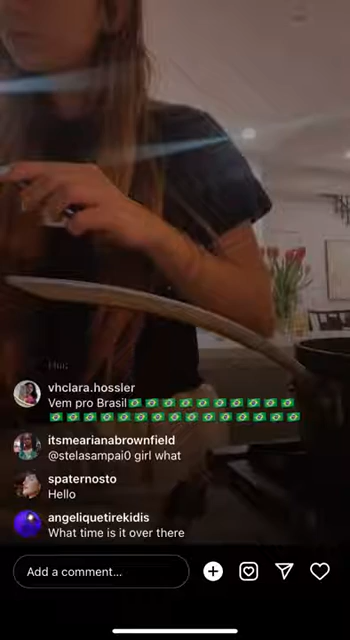 vhclara.hossler
Vem pro Brasil🇧🇷🇧🇷🇧🇷🇧🇷🇧🇷🇧🇷🇧🇷🇧🇷🇧🇷🇧🇷
🇧🇷🇧🇷🇧🇷🇧🇷🇧🇷🇧🇷🇧🇷🇧🇷🇧🇷🇧🇷🇧🇷🇧🇷🇧🇷🇧🇷🇧🇷
itsmearianabrownfield
@stelasampai0 girl what
spaternosto
Hello
angeliquetirekidis
What time is it over there
Add a comment...